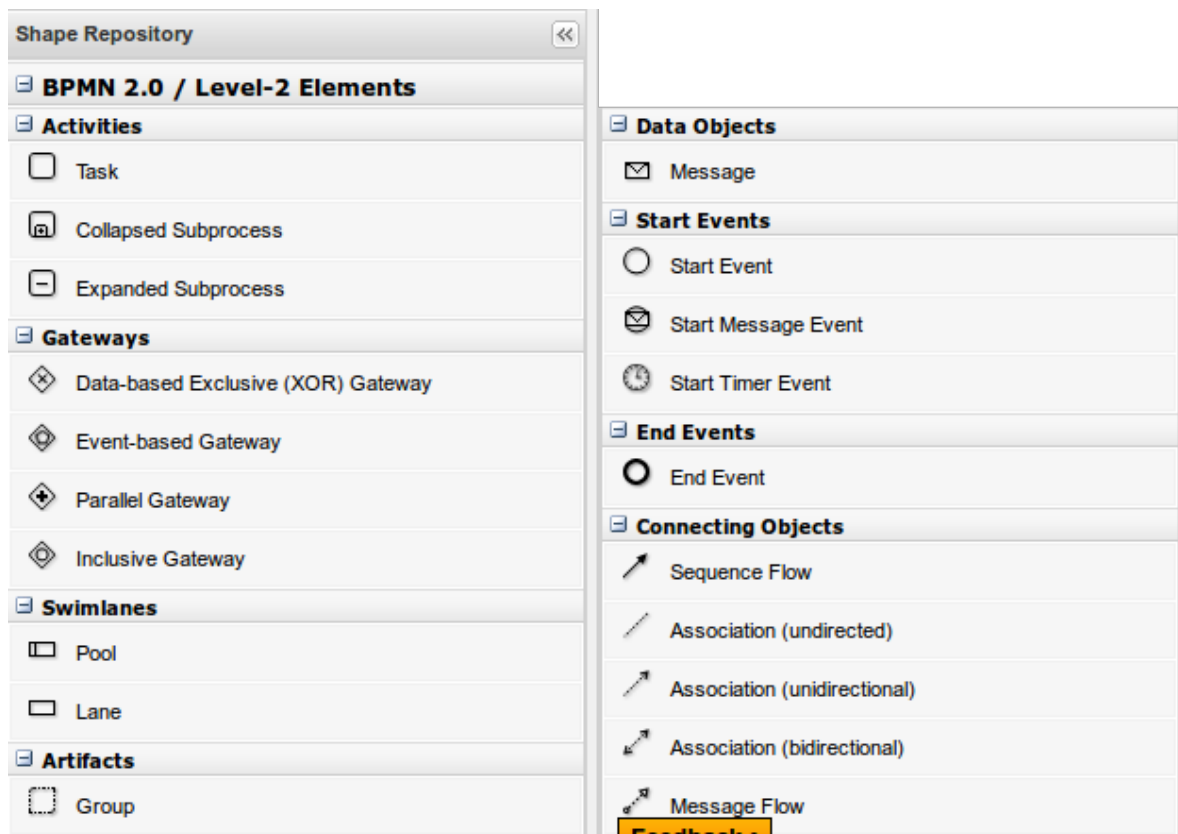 Shape Repository
BPMN 2.0 / Level-2 Elements
Activities
Task
Collapsed Subprocess
Expanded Subprocess
Gateways
Data-based Exclusive (XOR) Gateway
Event-based Gateway
Parallel Gateway
Inclusive Gateway
Swimlanes
Pool
Lane
Artifacts
Group
Data Objects
Message
Start Events
Start Event
Start Message Event
Start Timer Event
End Events
End Event
Connecting Objects
Sequence Flow
Association (undirected)
Association (unidirectional)
Association (bidirectional)
Message Flow
Feedback